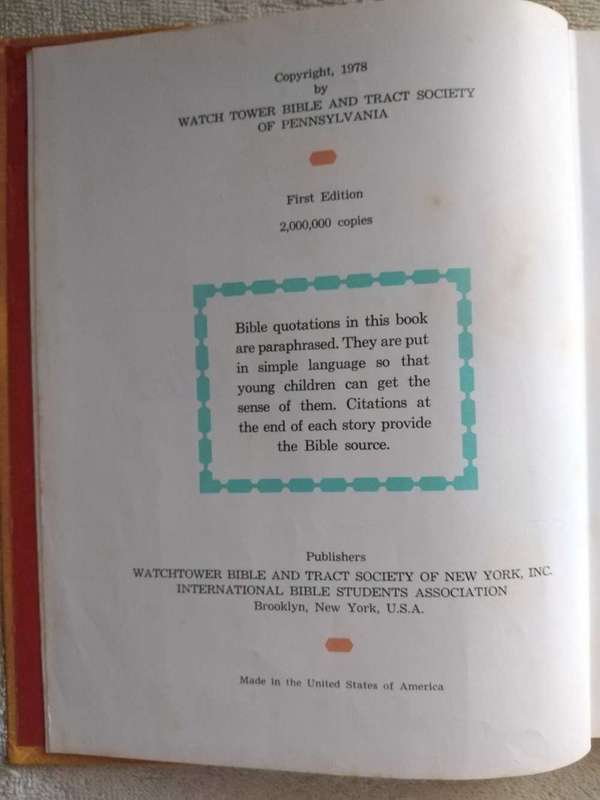 Copyright, 1978
by
WATCH TOWER BIBLE AND TRACT SOCIETY
OF PENNSYLVANIA
First Edition
2,000,000 copies
Bible quotations in this book
are paraphrased. They are put
in simple language so that
young children can get the
sense of them. Citations at
the end of each story provide
the Bible source.
Publishers
WATCHTOWER BIBLE AND TRACT SOCIETY OF NEW YORK, INC.
INTERNATIONAL BIBLE STUDENTS ASSOCIATION
Brooklyn, New York, U.S.A.
Made in the United States of America